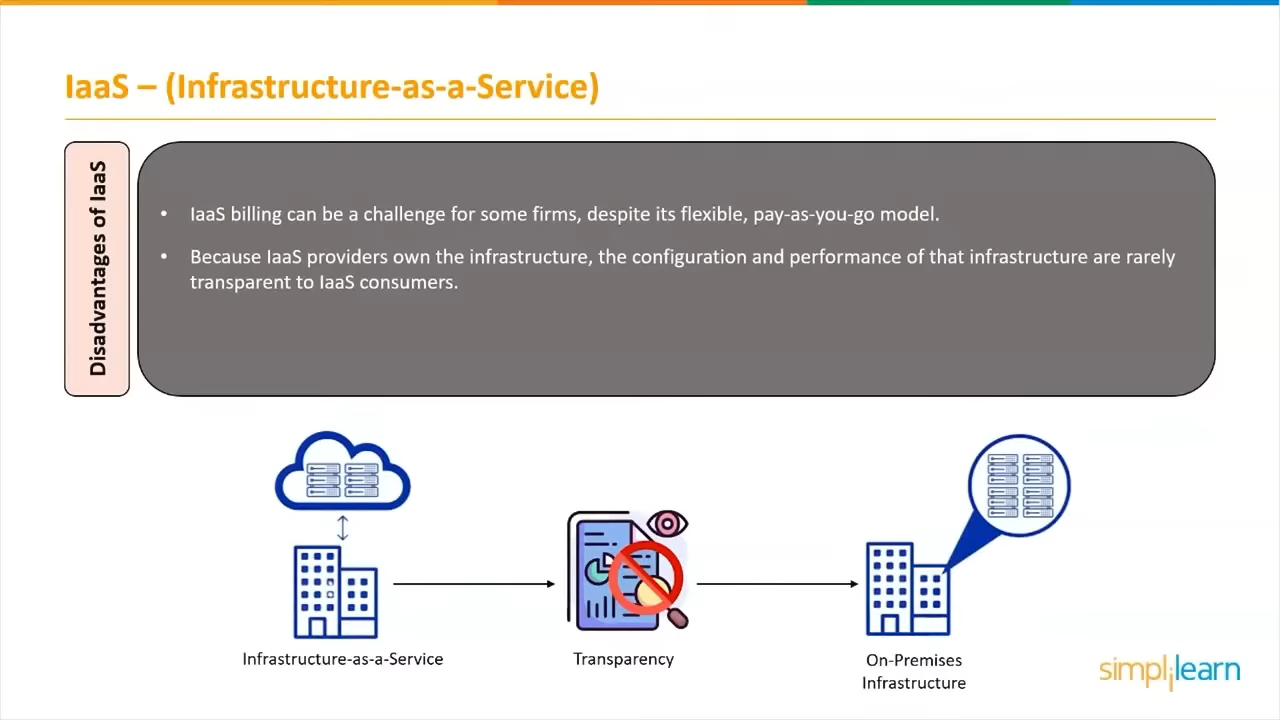 IaaS – (Infrastructure-as-a-Service)
Disadvantages of IaaS
• IaaS billing can be a challenge for some firms, despite its flexible, pay-as-you-go model.
• Because IaaS providers own the infrastructure, the configuration and performance of that infrastructure are rarely
transparent to IaaS consumers.
Infrastructure-as-a-Service
Transparency
On-Premises
Infrastructure
simplilearn